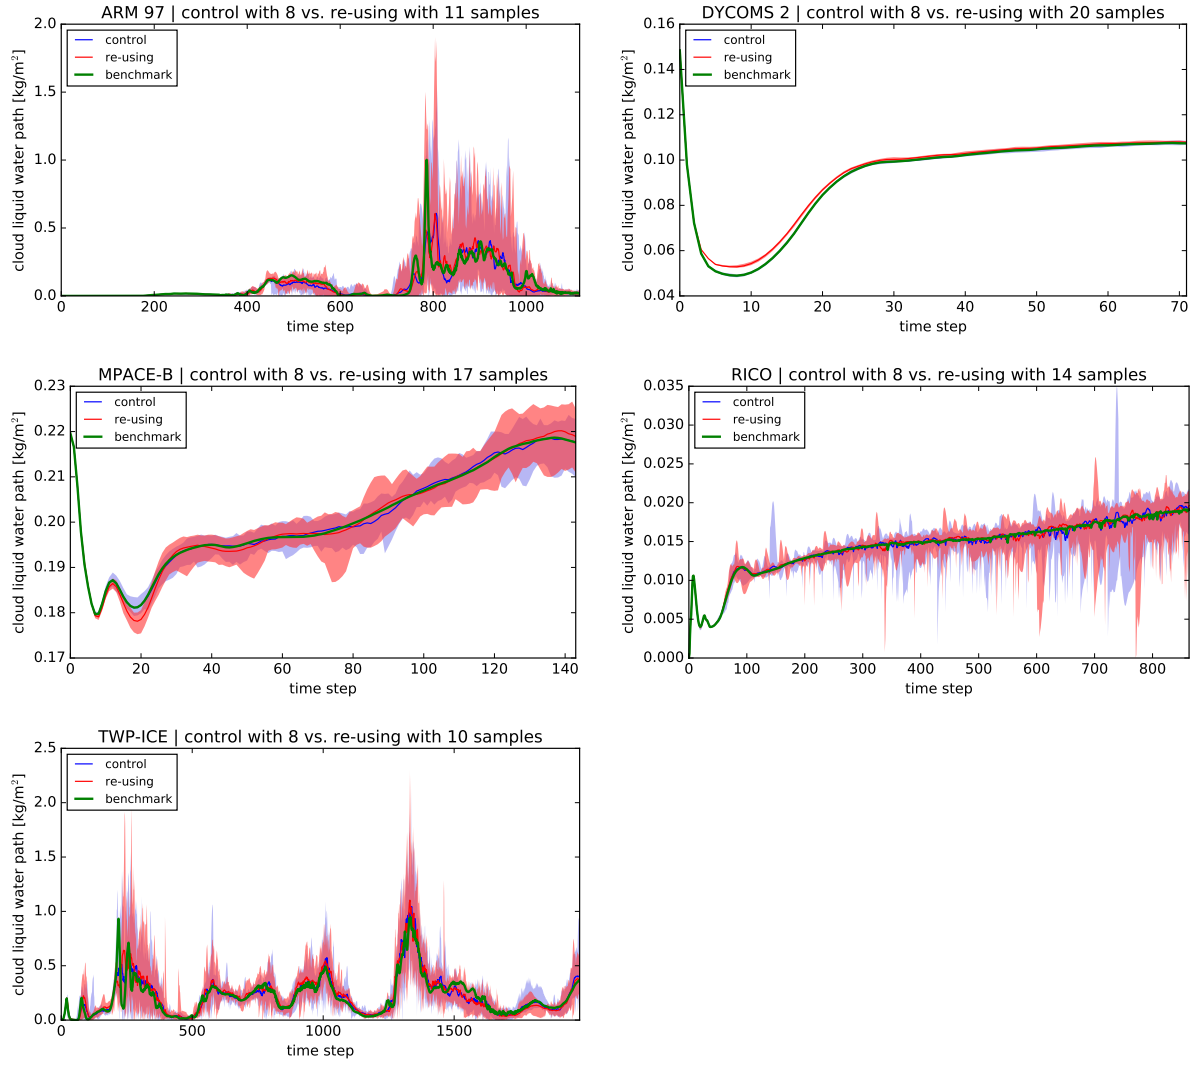 ARM 97 | control with 8 vs. re-using with 11 samples
cloud liquid water path [kg/m²]
2.0
1.5
1.0
0.5
0.0
control
re-using
benchmark
0 200 400 600 800 1000
time step
DYCOMS 2 | control with 8 vs. re-using with 20 samples
cloud liquid water path [kg/m²]
0.16
0.14
0.12
0.10
0.08
0.06
0.04
control
re-using
benchmark
0 10 20 30 40 50 60 70
time step
MPACE-B | control with 8 vs. re-using with 17 samples
cloud liquid water path [kg/m²]
0.23
0.22
0.21
0.20
0.19
0.18
0.17
control
re-using
benchmark
0 20 40 60 80 100 120 140
time step
RICO | control with 8 vs. re-using with 14 samples
cloud liquid water path [kg/m²]
0.035
0.030
0.025
0.020
0.015
0.010
0.005
0.000
control
re-using
benchmark
0 100 200 300 400 500 600 700 800
time step
TWP-ICE | control with 8 vs. re-using with 10 samples
cloud liquid water path [kg/m²]
2.5
2.0
1.5
1.0
0.5
0.0
control
re-using
benchmark
0 500 1000 1500
time step